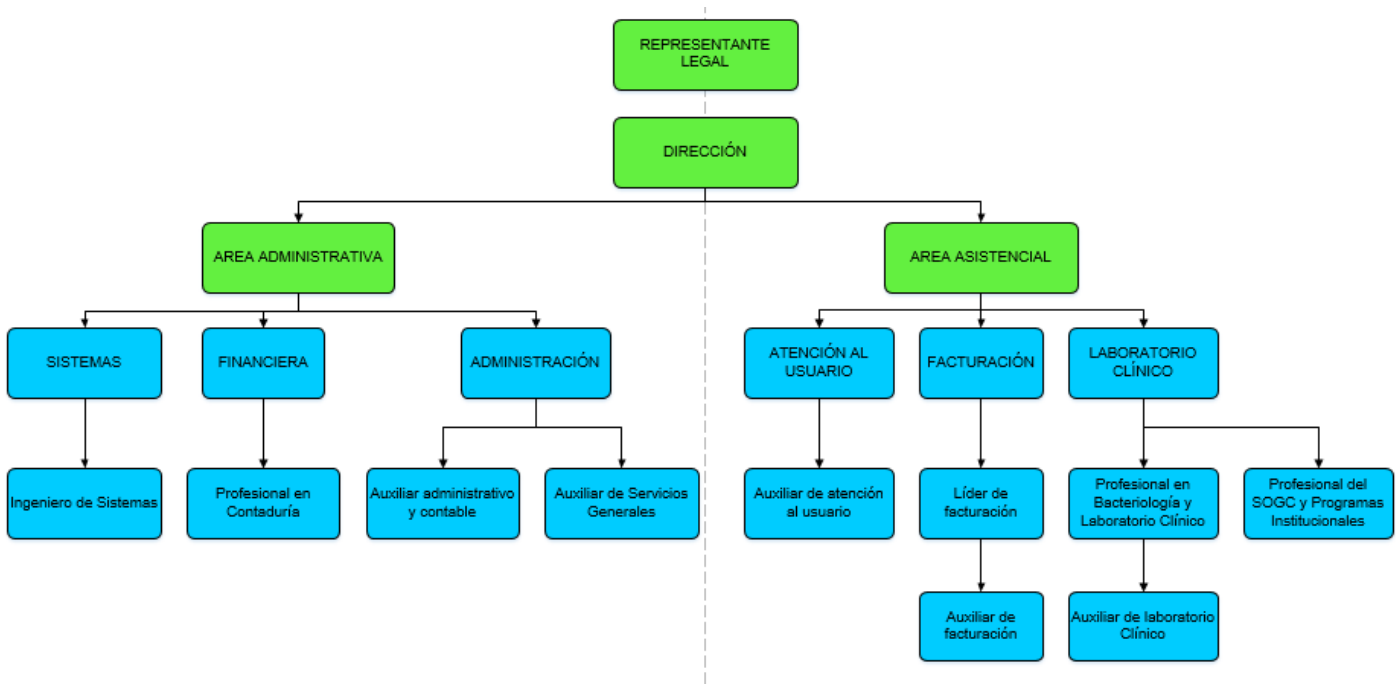 REPRESENTANTE
LEGAL
DIRECCIÓN
AREA ADMINISTRATIVA
AREA ASISTENCIAL
SISTEMAS
FINANCIERA
ADMINISTRACIÓN
ATENCIÓN AL
USUARIO
FACTURACIÓN
LABORATORIO
CLÍNICO
Ingeniero de Sistemas
Profesional en
Contaduría
Auxiliar administrativo
y contable
Auxiliar de Servicios
Generales
Auxiliar de atención
al usuario
Líder de
facturación
Profesional en
Bacteriología y
Laboratorio Clínico
Profesional del
SOGC y Programas
Institucionales
Auxiliar de
facturación
Auxiliar de laboratorio
Clínico